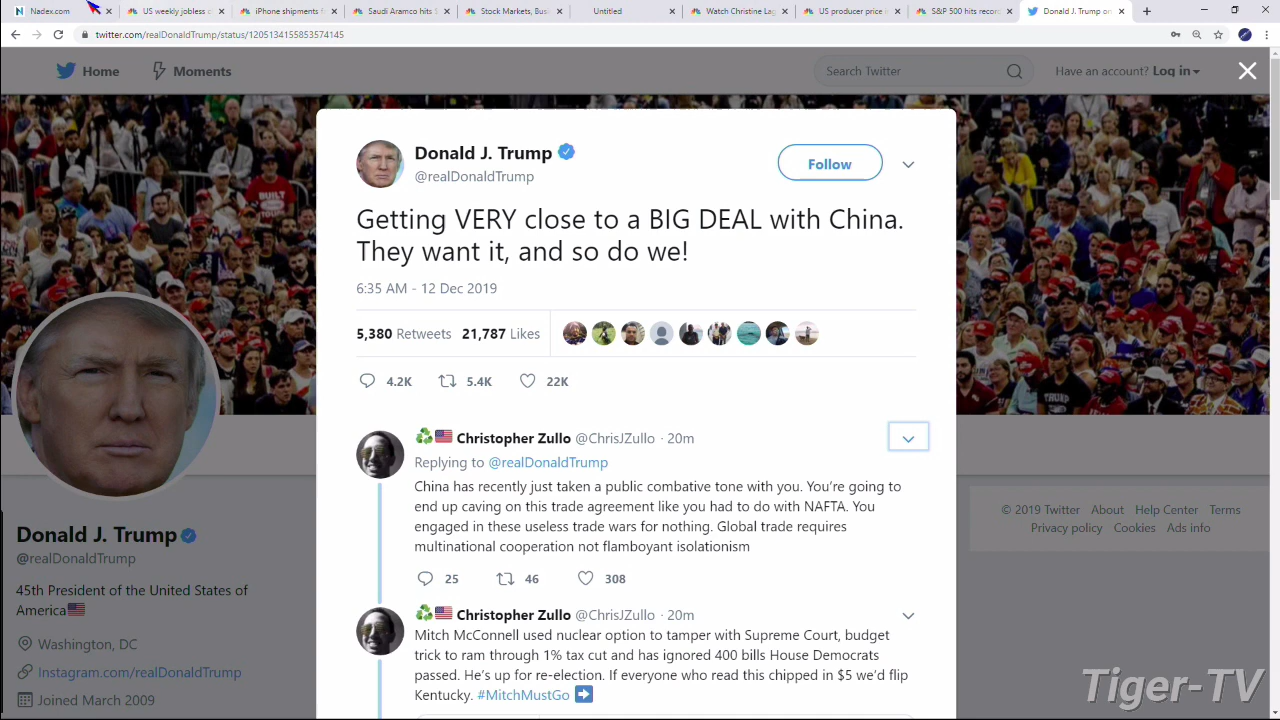 Nadex.com
US weekly jobless c
iPhone shipments f
Saudi Aramco hits $
Stock Markets, Bus
Untitled
Watch Christine Lag
US producer price i
S&P 500 hits recor
Donald J. Trump on
twitter.com/realDonaldTrump/status/1205134155853574145
Home
Moments
Search Twitter
Have an account? Log in
Donald J. Trump
@realDonaldTrump
Follow
Getting VERY close to a BIG DEAL with China.
They want it, and so do we!
6:35 AM - 12 Dec 2019
5,380 Retweets 21,787 Likes
4.2K 5.4K 22K
Christopher Zullo @ChrisJZullo · 20m
Replying to @realDonaldTrump
China has recently just taken a public combative tone with you. You’re going to
end up caving on this trade agreement like you had to do with NAFTA. You
engaged in these useless trade wars for nothing. Global trade requires
multinational cooperation not flamboyant isolationism
25 46 308
Christopher Zullo @ChrisJZullo · 20m
Mitch McConnell used nuclear option to tamper with Supreme Court, budget
trick to ram through 1% tax cut and has ignored 400 bills House Democrats
passed. He’s up for re-election. If everyone who read this chipped in $5 we’d flip
Kentucky. #MitchMustGo
Donald J. Trump
@realDonaldTrump
45th President of the United States of
America
Washington, DC
Instagram.com/realDonaldTrump
Joined March 2009
© 2019 Twitter About Help Center Terms
Privacy policy Cookies Ads info
BUILT
TRUMP
Tiger-TV